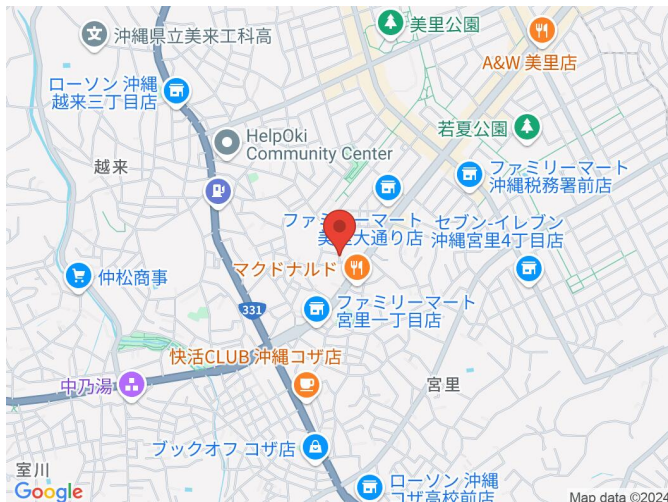 沖縄県立美来工科高
美里公園
A&W 美里店
ローソン 沖縄
越来三丁目店
若夏公園
HelpOki
Community Center
越来
ファミリーマート
沖縄税務署前店
ファミリーマート
美里大通り店
セブン-イレブン
沖縄宮里4丁目店
マクドナルド
仲松商事
ファミリーマート
宮里一丁目店
331
快活CLUB 沖縄コザ店
中乃湯
宮里
ブックオフ コザ店
室川
ローソン 沖縄
コザ高校前店
Google
Map data ©2024